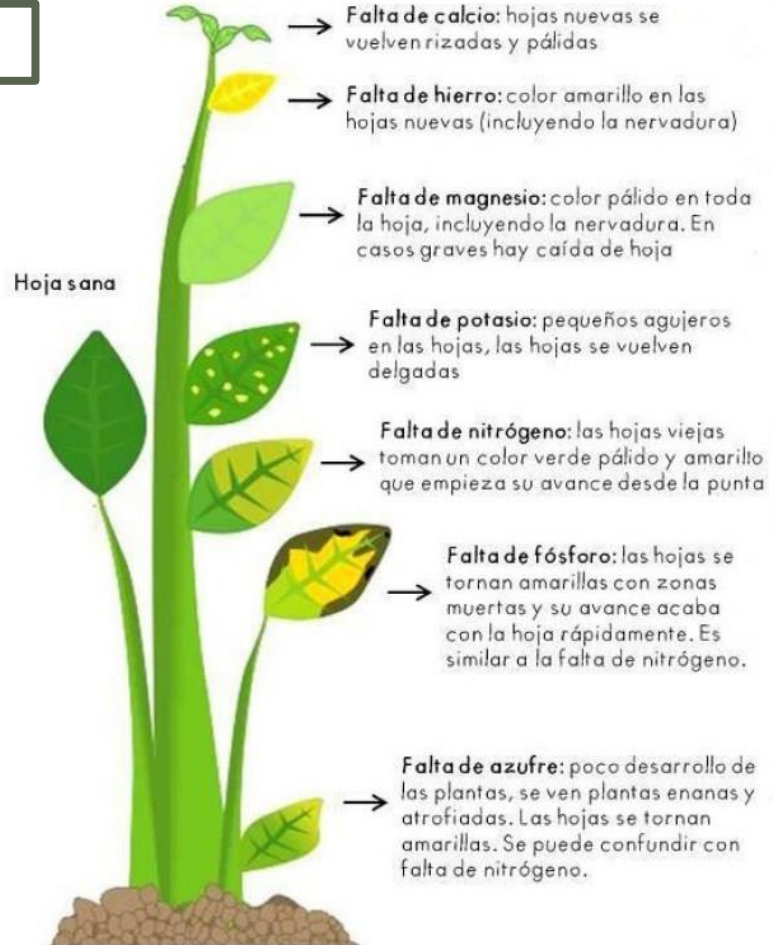 Falta de calcio: hojas nuevas se
vuelven rizadas y pálidas
Falta de hierro: color amarillo en las
hojas nuevas (incluyendo la nervadura)
Falta de magnesio: color pálido en toda
la hoja, incluyendo la nervadura. En
casos graves hay caída de hoja
Hoja sana
Falta de potasio: pequeños agujeros
en las hojas, las hojas se vuelven
delgadas
Falta de nitrógeno: las hojas viejas
toman un color verde pálido y amarillo
que empieza su avance desde la punta
Falta de fósforo: las hojas se
tornan amarillas con zonas
muertas y su avance acaba
con la hoja rápidamente. Es
similar a la falta de nitrógeno.
Falta de azufre: poco desarrollo de
las plantas, se ven plantas enanas y
atrofiadas. Las hojas se tornan
amarillas. Se puede confundir con
falta de nitrógeno.